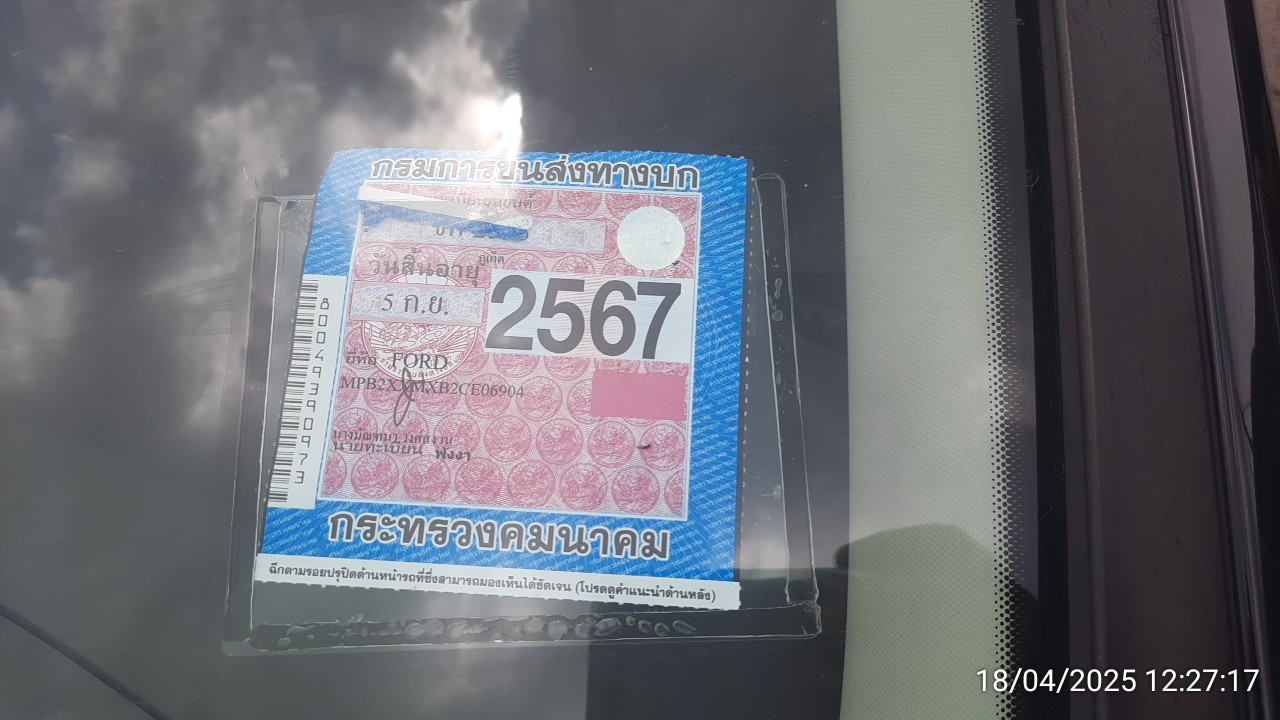 กรมการขนส่งทางบก
ภูเก็ต
วันสิ้นอายุ
5 ก.ย.
2567
ยี่ห้อ FORD
MPB2XXMXB2CE06904
นายทะเบียน พังงา
80049390973
กระทรวงคมนาคม
ฉีกตามรอยปรุปิดด้านหน้ารถที่ซึ่งสามารถมองเห็นได้ชัดเจน (โปรดดูคำแนะนำด้านหลัง)
18/04/2025 12:27:17